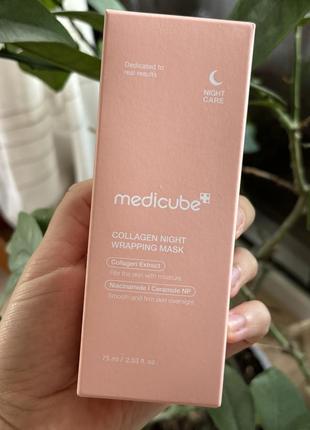 Dedicated to
real results
NIGHT
CARE
medicube
COLLAGEN NIGHT
WRAPPING MASK
Collagen Extract
Fills the skin with moisture
Niacinamide I Ceramide NP
Smooth and firm skin overnight
75 ml / 2.53 fl. oz.